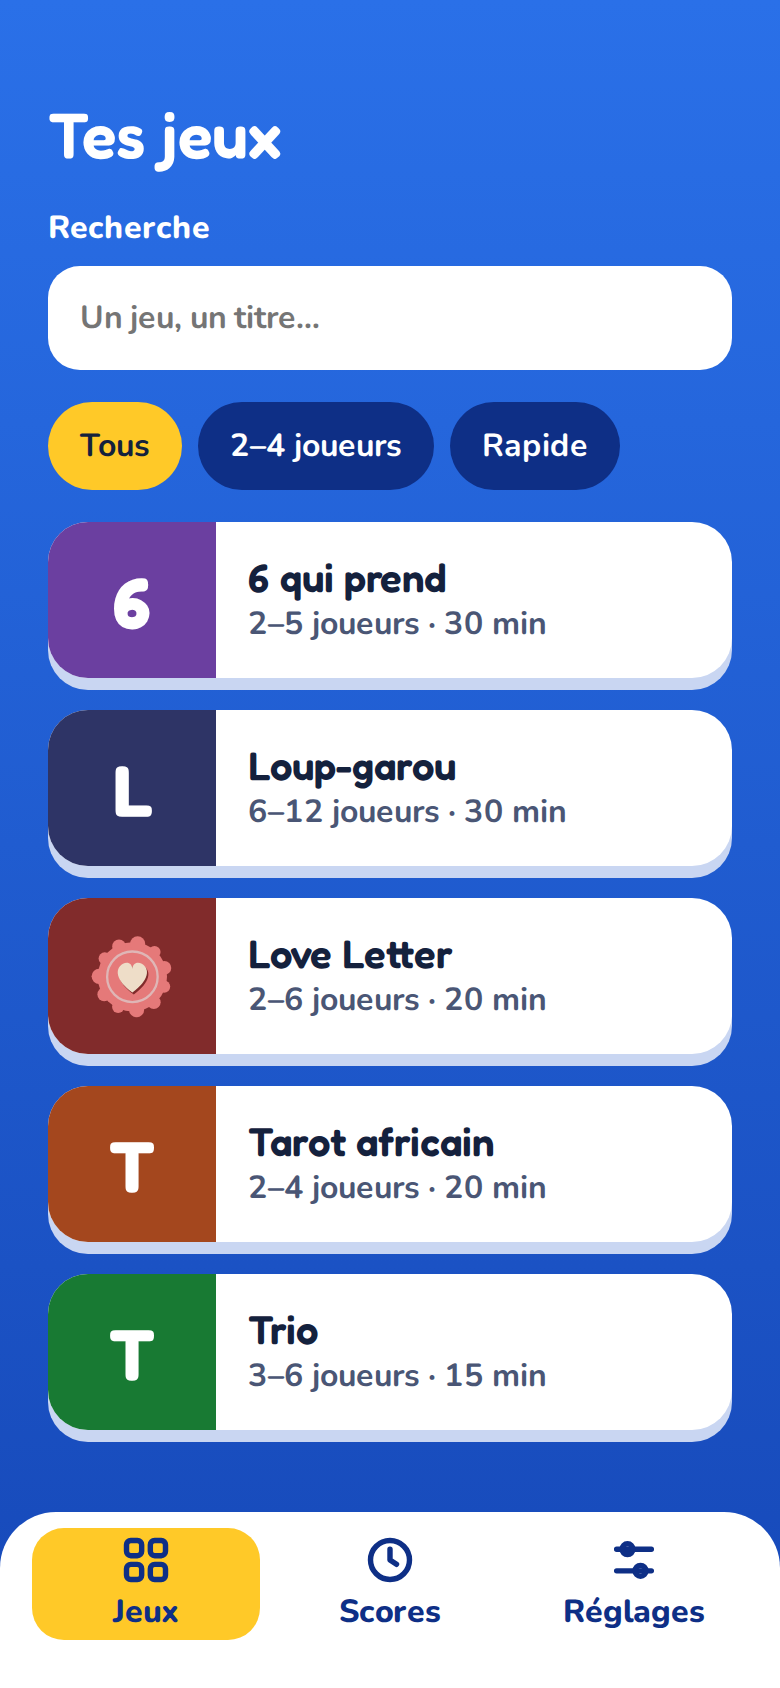 Tes jeux
Recherche
Un jeu, un titre...
Tous
2–4 joueurs
Rapide
6
6 qui prend
2–5 joueurs · 30 min
L
Loup-garou
6–12 joueurs · 30 min
Love Letter
2–6 joueurs · 20 min
T
Tarot africain
2–4 joueurs · 20 min
T
Trio
3–6 joueurs · 15 min
Jeux
Scores
Réglages